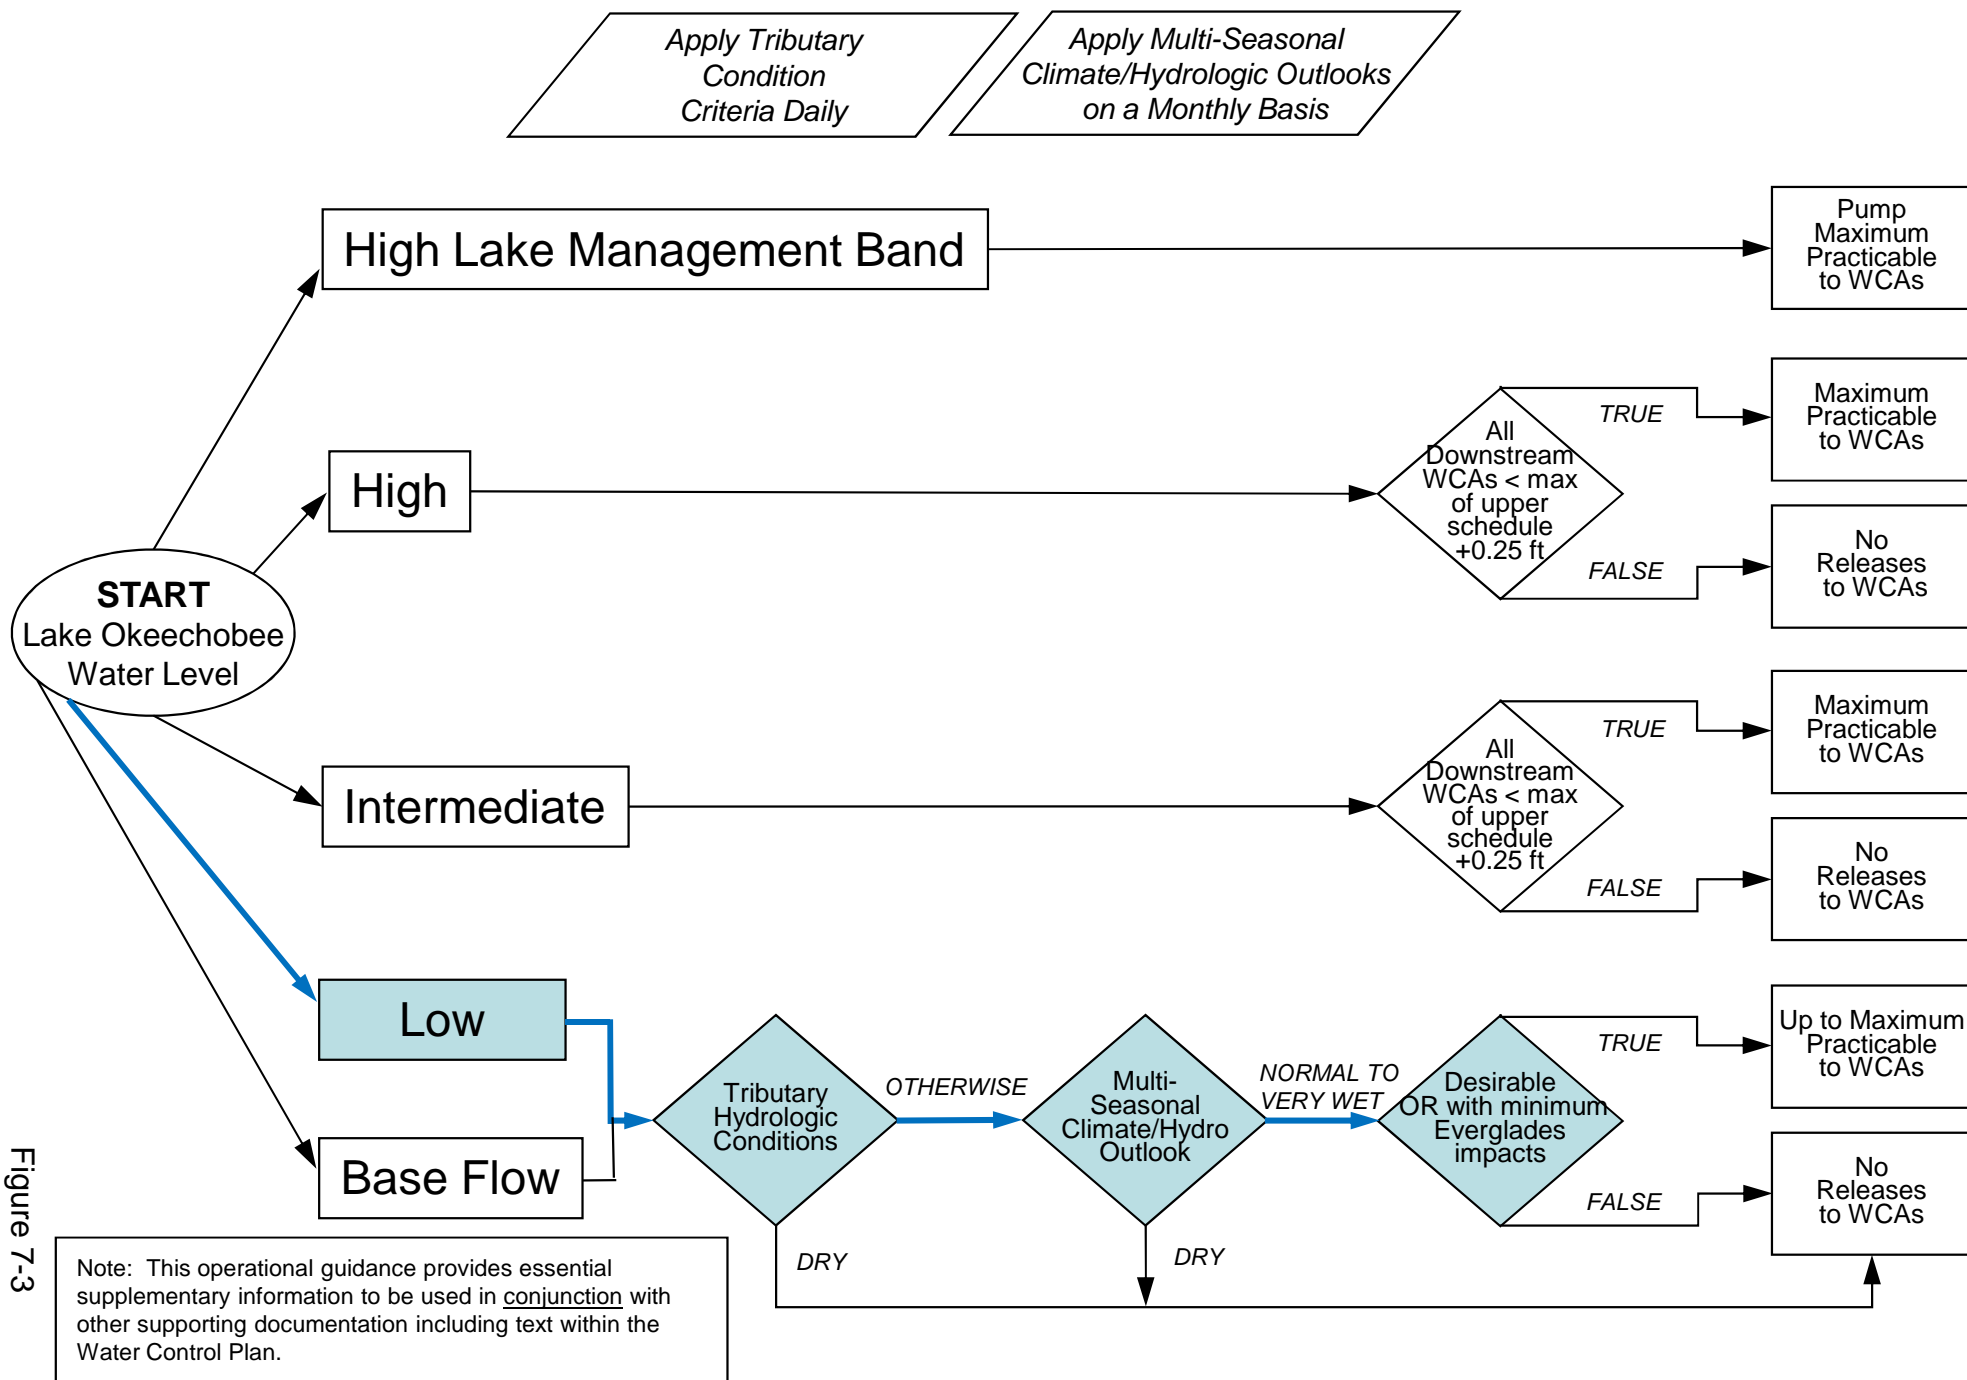 Apply Tributary
Condition
Criteria Daily
Apply Multi-Seasonal
Climate/Hydrologic Outlooks
on a Monthly Basis
High Lake Management Band
Pump
Maximum
Practicable
to WCAs
High
All
Downstream
WCAs < max
of upper
schedule
+0.25 ft
TRUE
Maximum
Practicable
to WCAs
FALSE
No
Releases
to WCAs
START
Lake Okeechobee
Water Level
Intermediate
All
Downstream
WCAs < max
of upper
schedule
+0.25 ft
TRUE
Maximum
Practicable
to WCAs
FALSE
No
Releases
to WCAs
Low
Base Flow
Tributary
Hydrologic
Conditions
OTHERWISE
DRY
Multi-
Seasonal
Climate/Hydro
Outlook
NORMAL TO
VERY WET
DRY
Desirable
OR with minimum
Everglades
impacts
TRUE
Up to Maximum
Practicable
to WCAs
FALSE
No
Releases
to WCAs
Figure 7-3
Note:  This operational guidance provides essential
supplementary information to be used in conjunction with
other supporting documentation including text within the
Water Control Plan.